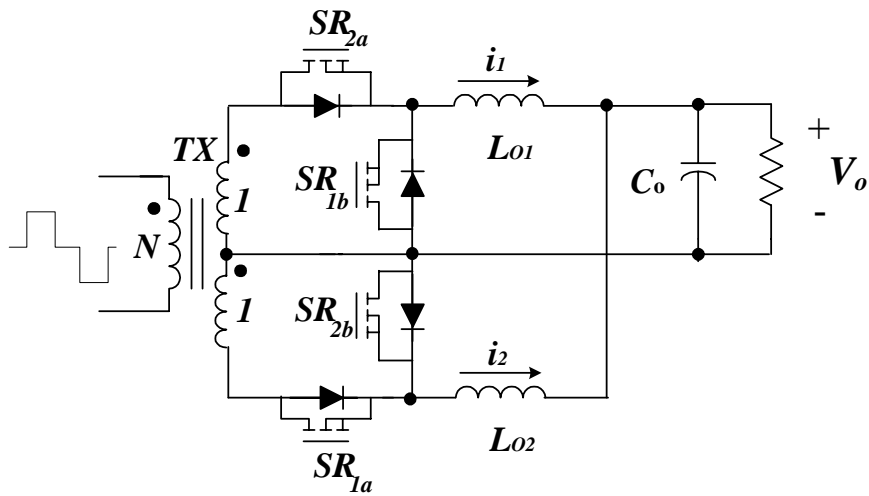 SR2a
i1
LO1
TX
SR1b
1
N
Co
+
Vo
-
1
SR2b
i2
LO2
SR1a